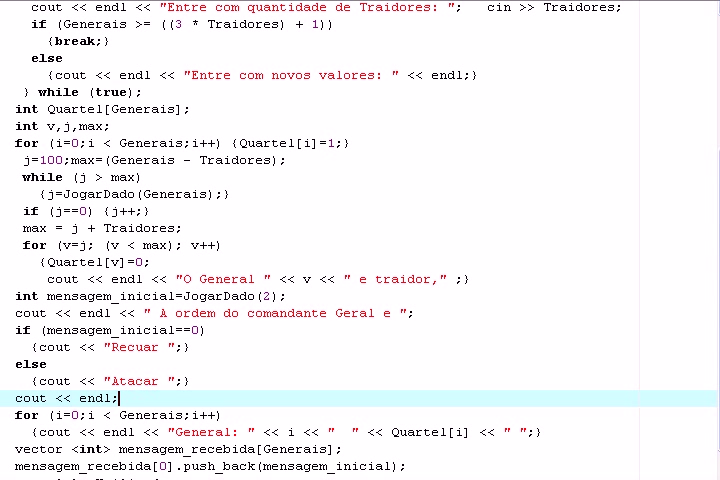 cout << endl << "Entre com quantidade de Traidores: ";   cin >> Traidores;
if (Generais >= ((3 * Traidores) + 1))
{break;}
else
{cout << endl << "Entre com novos valores: " << endl;}
} while (true);
int Quartel[Generais];
int v,j,max;
for (i=0;i < Generais;i++) {Quartel[i]=1;}
j=100;max=(Generais - Traidores);
while (j > max)
{j=JogarDado(Generais);}
if (j==0) {j++;}
max = j + Traidores;
for (v=j; (v < max); v++)
{Quartel[v]=0;
cout << endl << "O General " << v << " e traidor," ;}
int mensagem_inicial=JogarDado(2);
cout << endl << " A ordem do comandante Geral e ";
if (mensagem_inicial==0)
{cout << "Recuar ";}
else
{cout << "Atacar ";}
cout << endl;
for (i=0;i < Generais;i++)
{cout << endl << "General: " << i << "  " << Quartel[i] << " ";}
vector <int> mensagem_recebida[Generais];
mensagem_recebida[0].push_back(mensagem_inicial);